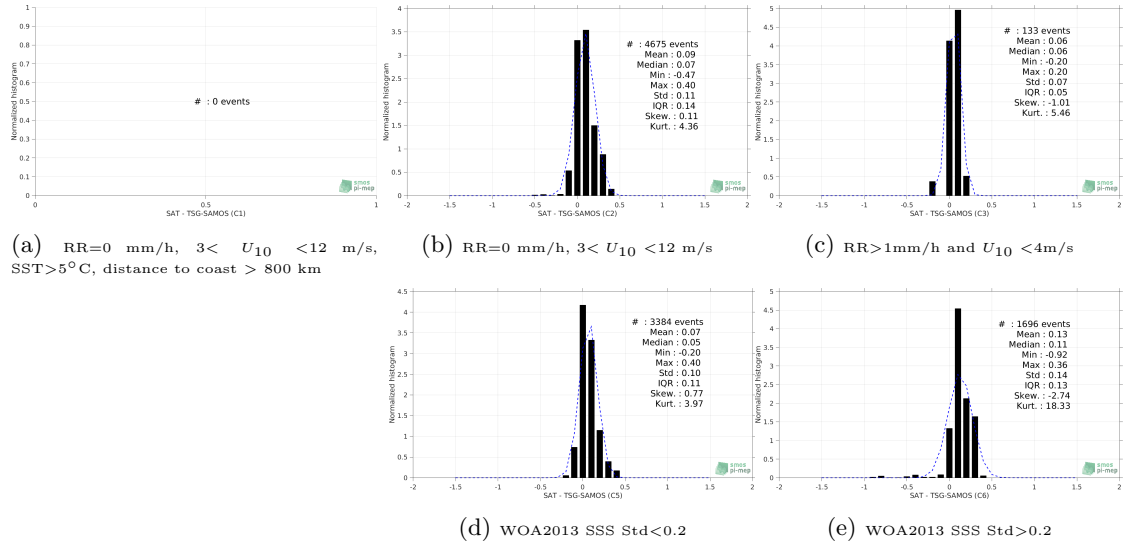 Normalized histogram
1
0.9
0.8
0.7
0.6
0.5
0.4
0.3
0.2
0.1
0
# : 0 events
0 0.5 1
SAT - TSG-SAMOS (C1)
smos
pi-mep
(a) RR=0 mm/h, 3< U10 <12 m/s,
SST>5°C, distance to coast > 800 km
Normalized histogram
4
3.5
3
2.5
2
1.5
1
0.5
0
# : 4675 events
Mean : 0.09
Median : 0.07
Min : -0.47
Max : 0.40
Std : 0.11
IQR : 0.14
Skew. : 0.11
Kurt. : 4.36
-2 -1.5 -1 -0.5 0 0.5 1 1.5 2
SAT - TSG-SAMOS (C2)
smos
pi-mep
(b) RR=0 mm/h, 3< U10 <12 m/s
Normalized histogram
5
4.5
4
3.5
3
2.5
2
1.5
1
0.5
0
# : 133 events
Mean : 0.06
Median : 0.06
Min : -0.20
Max : 0.20
Std : 0.07
IQR : 0.05
Skew. : -1.01
Kurt. : 5.46
-2 -1.5 -1 -0.5 0 0.5 1 1.5 2
SAT - TSG-SAMOS (C3)
smos
pi-mep
(c) RR>1mm/h and U10 <4m/s
Normalized histogram
4.5
4
3.5
3
2.5
2
1.5
1
0.5
0
# : 3384 events
Mean : 0.07
Median : 0.05
Min : -0.20
Max : 0.40
Std : 0.10
IQR : 0.11
Skew. : 0.77
Kurt. : 3.97
-2 -1.5 -1 -0.5 0 0.5 1 1.5 2
SAT - TSG-SAMOS (C5)
smos
pi-mep
(d) WOA2013 SSS Std<0.2
Normalized histogram
5
4.5
4
3.5
3
2.5
2
1.5
1
0.5
0
# : 1696 events
Mean : 0.13
Median : 0.11
Min : -0.92
Max : 0.36
Std : 0.14
IQR : 0.13
Skew. : -2.74
Kurt. : 18.33
-2 -1.5 -1 -0.5 0 0.5 1 1.5 2
SAT - TSG-SAMOS (C6)
smos
pi-mep
(e) WOA2013 SSS Std>0.2